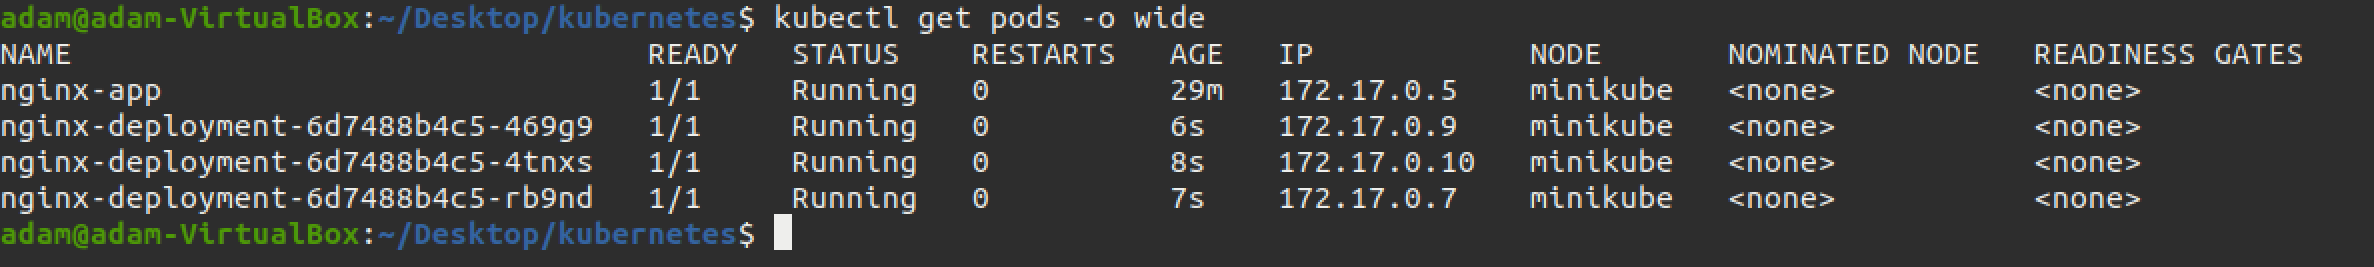 adam@adam-VirtualBox:~/Desktop/kubernetes$ kubectl get pods -o wide
NAME                                READY   STATUS    RESTARTS   AGE   IP            NODE       NOMINATED NODE   READINESS GATES
nginx-app                           1/1     Running   0          29m   172.17.0.5    minikube   <none>           <none>
nginx-deployment-6d7488b4c5-469g9   1/1     Running   0          6s    172.17.0.9    minikube   <none>           <none>
nginx-deployment-6d7488b4c5-4tnxs   1/1     Running   0          8s    172.17.0.10   minikube   <none>           <none>
nginx-deployment-6d7488b4c5-rb9nd   1/1     Running   0          7s    172.17.0.7    minikube   <none>           <none>
adam@adam-VirtualBox:~/Desktop/kubernetes$